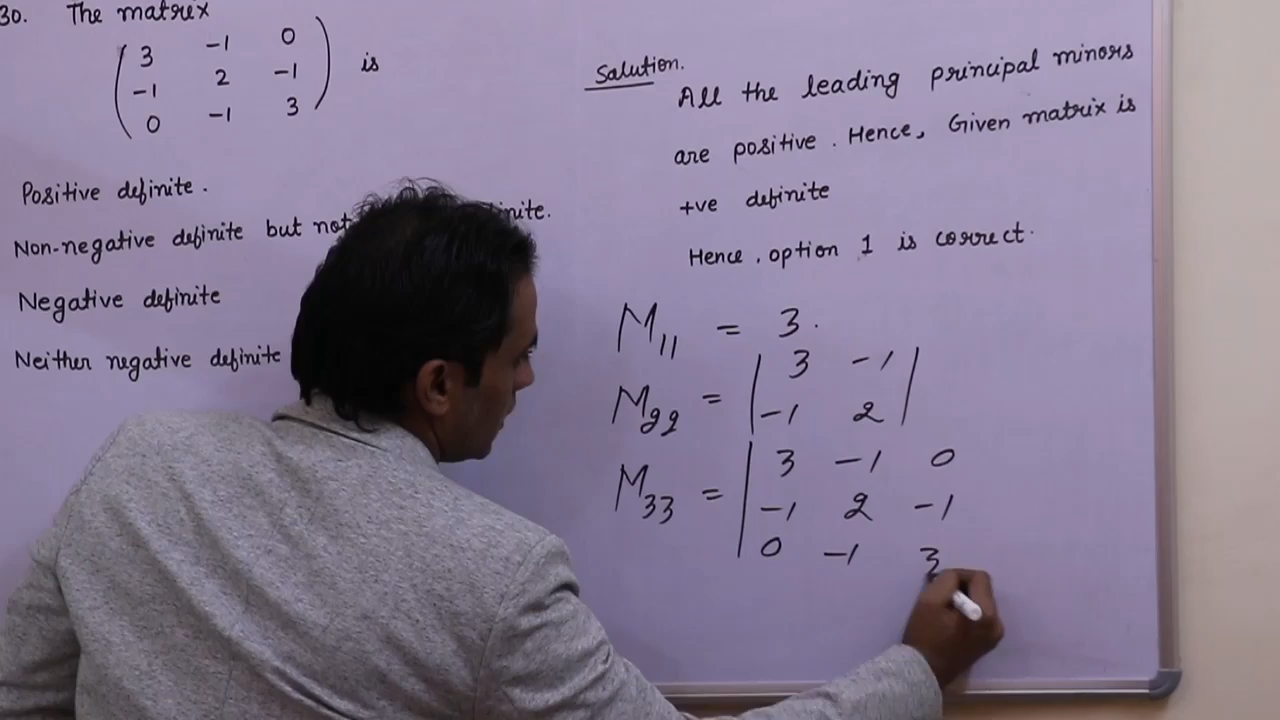 30. The matrix
3 -1 0
-1 2 -1 is
0 -1 3
Positive definite.
Non-negative definite but not
Negative definite
Neither negative definite
Salution.
All the leading principal minors
are positive. Hence, Given matrix is
+ve definite
Hence, option 1 is correct.
M11 = 3.
M22 = | 3 -1 |
-1 2
M33 = | 3 -1 0
-1 2 -1
0 -1 3